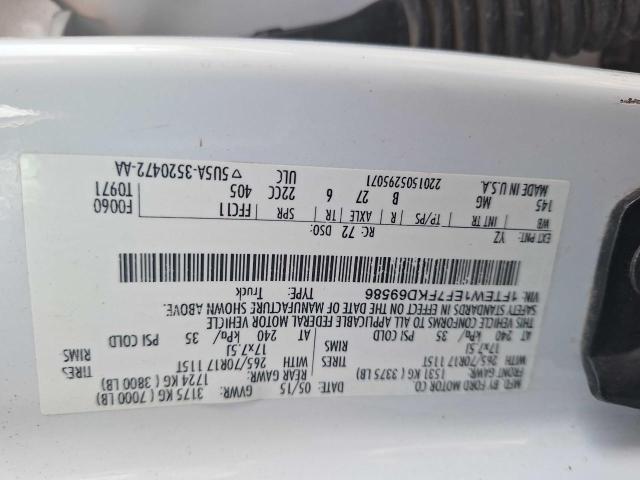 MFD. BY FORD MOTOR CO.
DATE: 05/15 GVWR: 3175 KG ( 7000 LB)
FRONT GAWR: REAR GAWR:
1531 KG ( 3375 LB) 1724 KG ( 3800 LB)
265/70R17 115T TIRES WITH 265/70R17 115T TIRES
17x7.5J RIMS 17x7.5J RIMS
240 kPa/ 35 PSI COLD AT 240 kPa/ 35 PSI COLD
THIS VEHICLE CONFORMS TO ALL APPLICABLE FEDERAL MOTOR VEHICLE
SAFETY STANDARDS IN EFFECT ON THE DATE OF MANUFACTURE SHOWN ABOVE.
VIN: 1FTEW1EF7FKD69586 TYPE: Truck
EXT PNT: YZ RC: 72 DSO: F0060
WB INT TR TP/PS R AXLE TR SPR FFC11 T0971
145 MG B 27 6 22CC 405
MADE IN U.S.A. 2201505295071 ULC 5U5A-3520472-AA